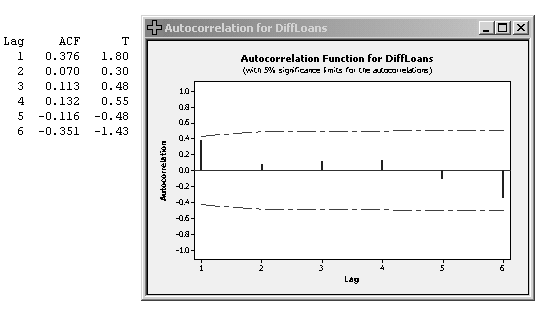 Lag ACF T
1 0.376 1.80
2 0.070 0.30
3 0.113 0.48
4 0.132 0.55
5 -0.116 -0.48
6 -0.351 -1.43
Autocorrelation for DiffLoans
Autocorrelation Function for DiffLoans
(with 5% significance limits for the autocorrelations)
Autocorrelation
1.0
0.8
0.6
0.4
0.2
0.0
-0.2
-0.4
-0.6
-0.8
-1.0
1 2 3 4 5 6
Lag